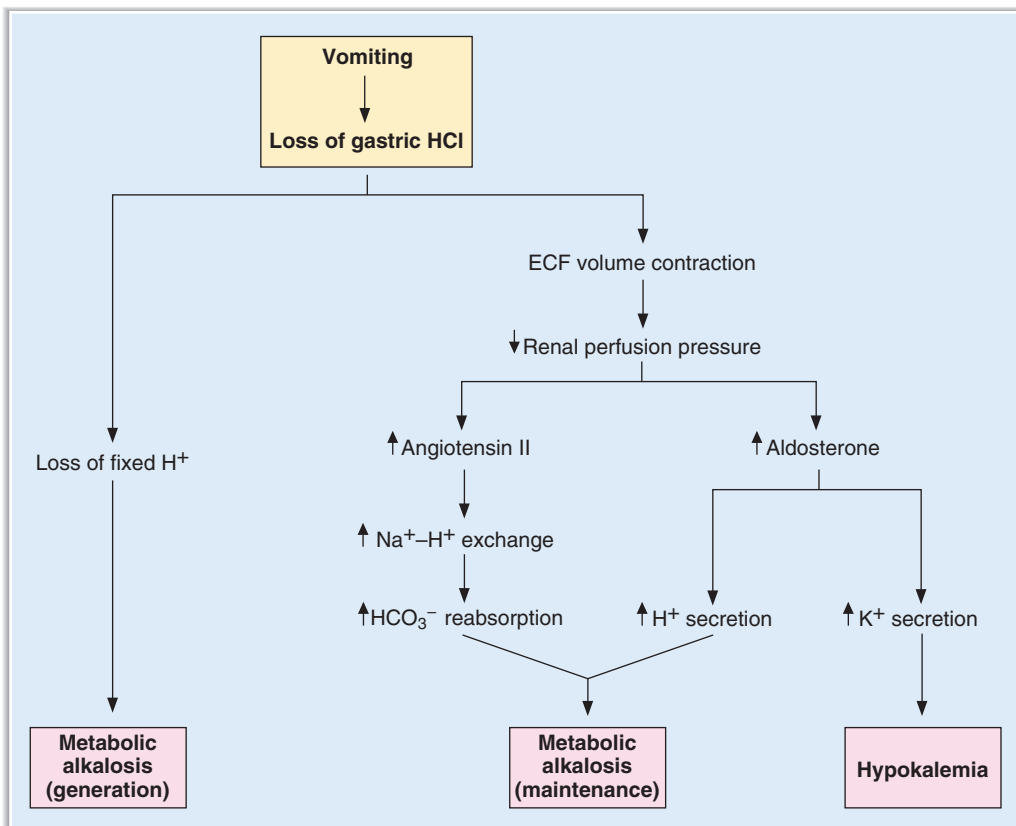 Vomiting
Loss of gastric HCl
ECF volume contraction
↓Renal perfusion pressure
↑Angiotensin II
↑Aldosterone
Loss of fixed H⁺
↑Na⁺–H⁺ exchange
↑HCO₃⁻ reabsorption
↑H⁺ secretion
↑K⁺ secretion
Metabolic
alkalosis
(generation)
Metabolic
alkalosis
(maintenance)
Hypokalemia